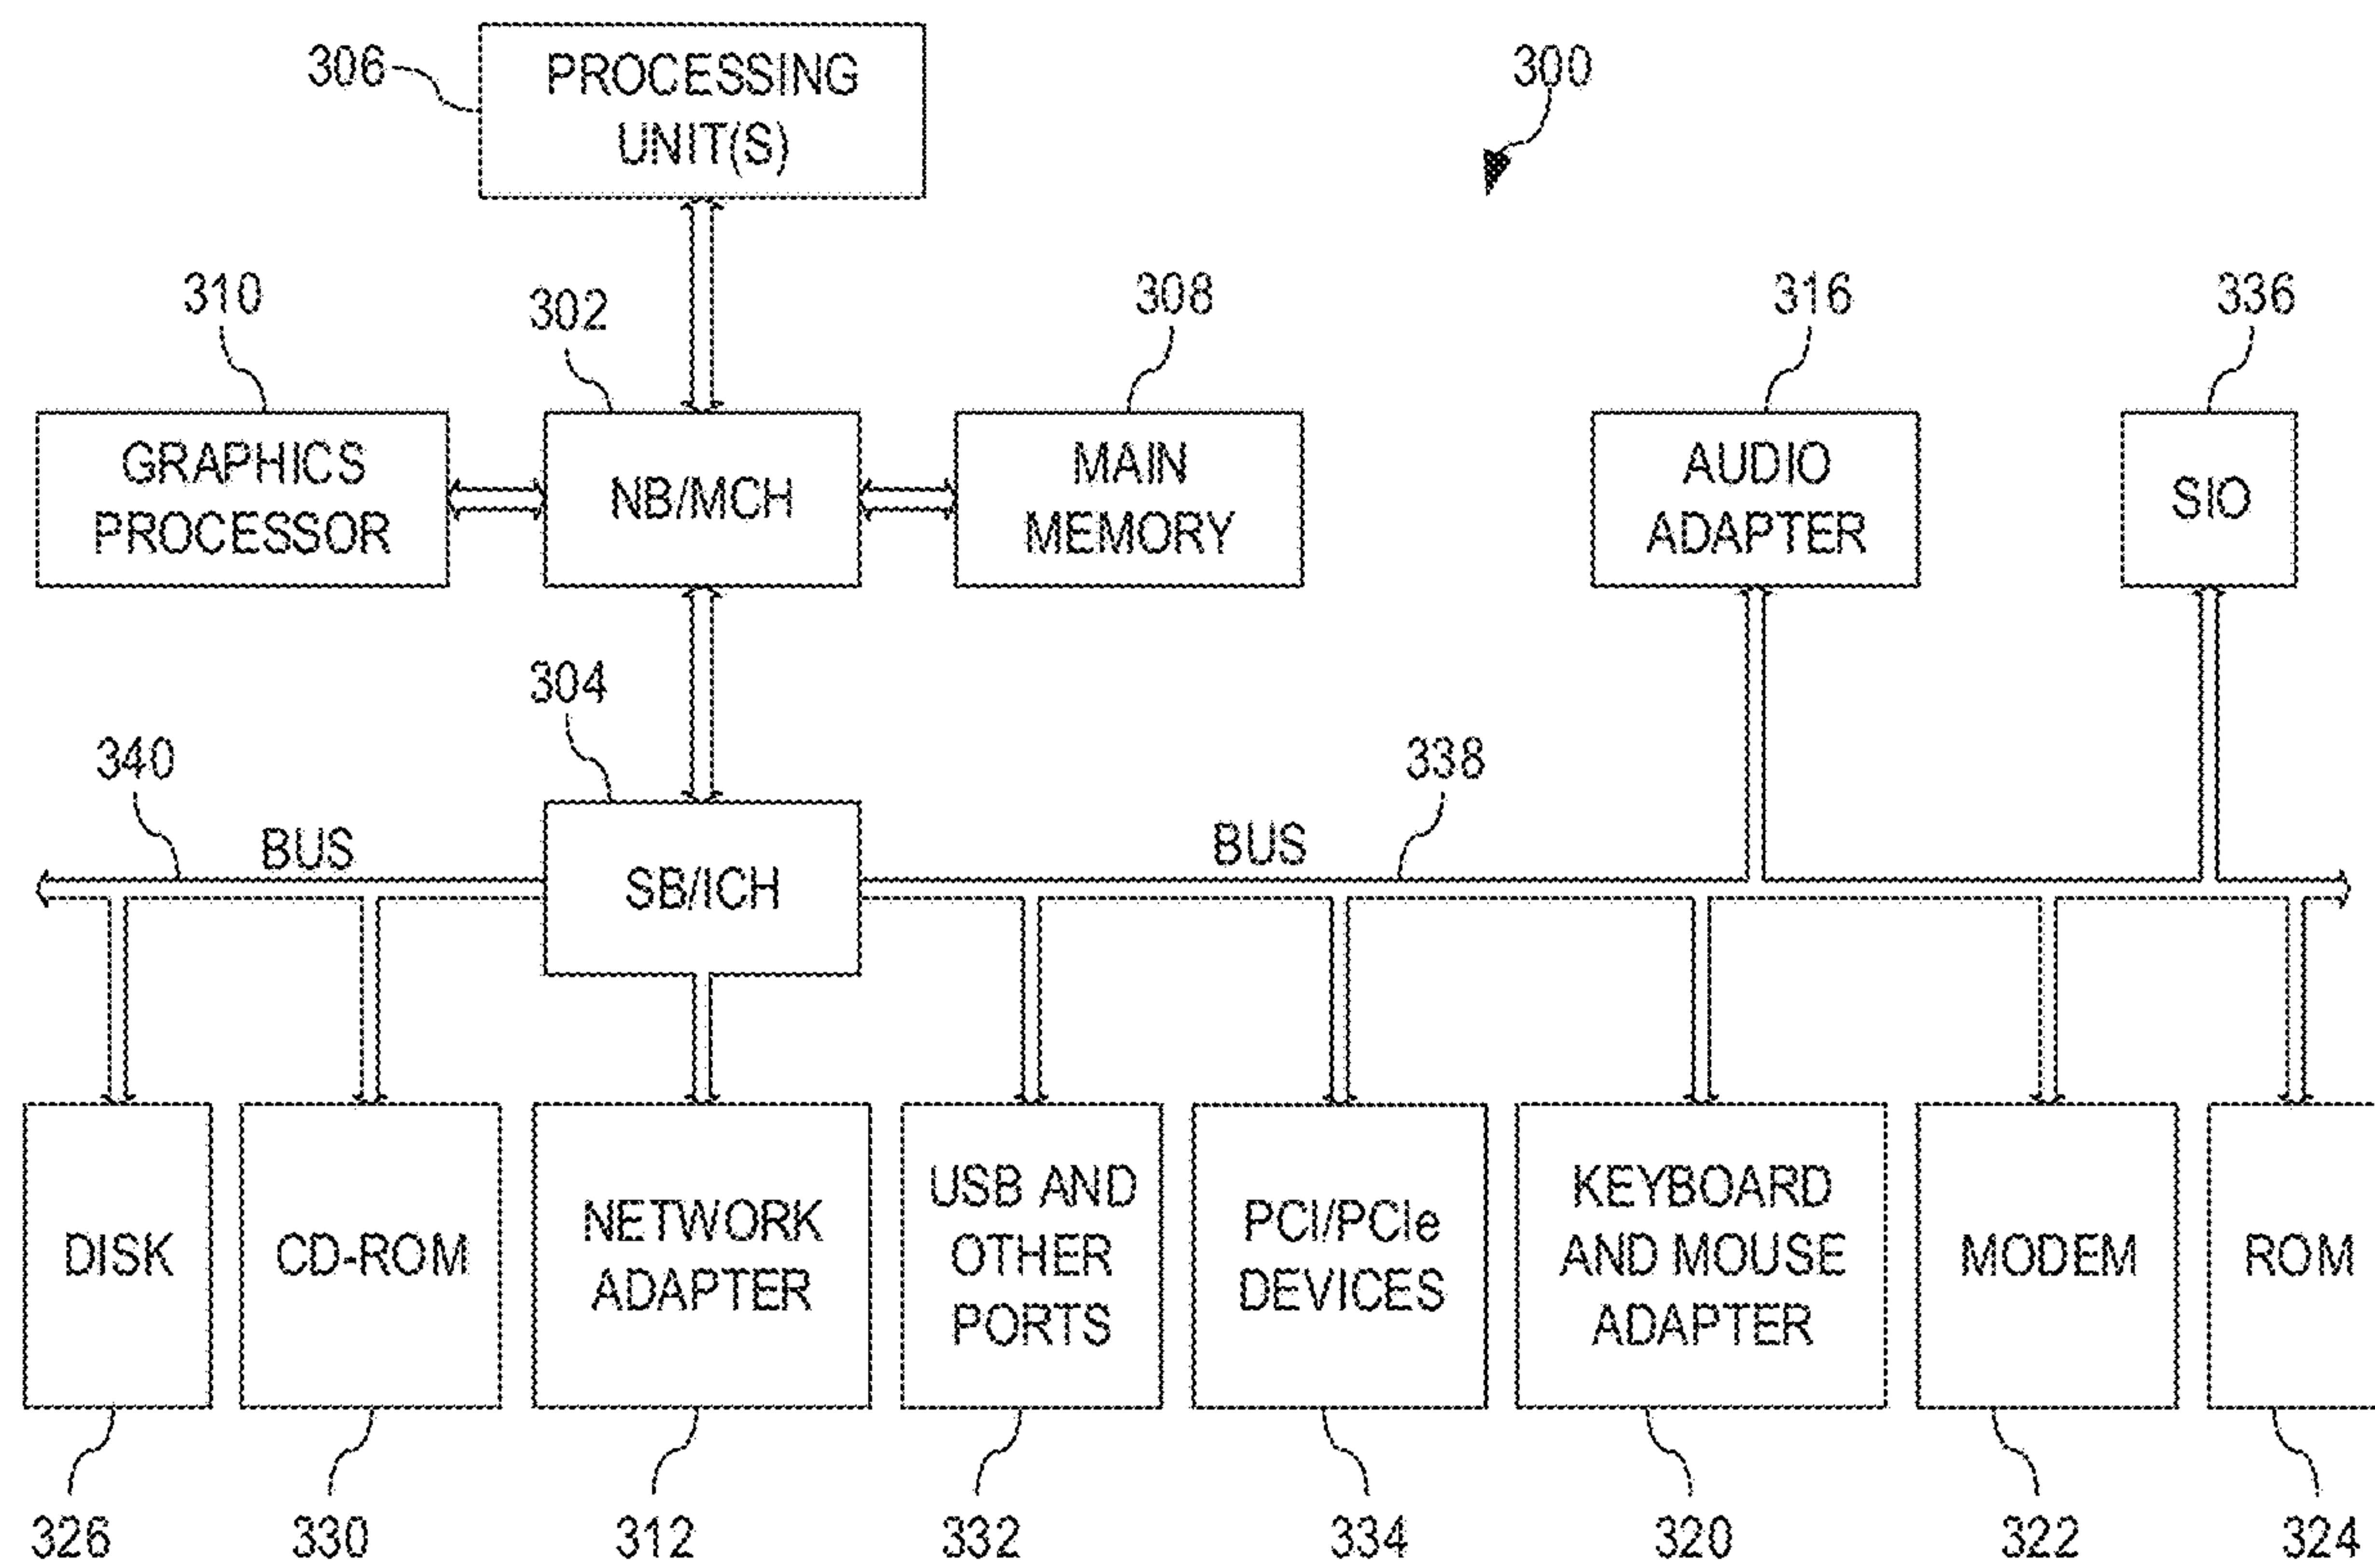 306
PROCESSING
UNIT(S)
300
310
302
308
316
336
GRAPHICS
PROCESSOR
NB/MCH
MAIN
MEMORY
AUDIO
ADAPTER
SIO
304
340
338
BUS
BUS
SB/ICH
DISK
CD-ROM
NETWORK
ADAPTER
USB AND
OTHER
PORTS
PCI/PCIe
DEVICES
KEYBOARD
AND MOUSE
ADAPTER
MODEM
ROM
326
330
312
332
334
320
322
324